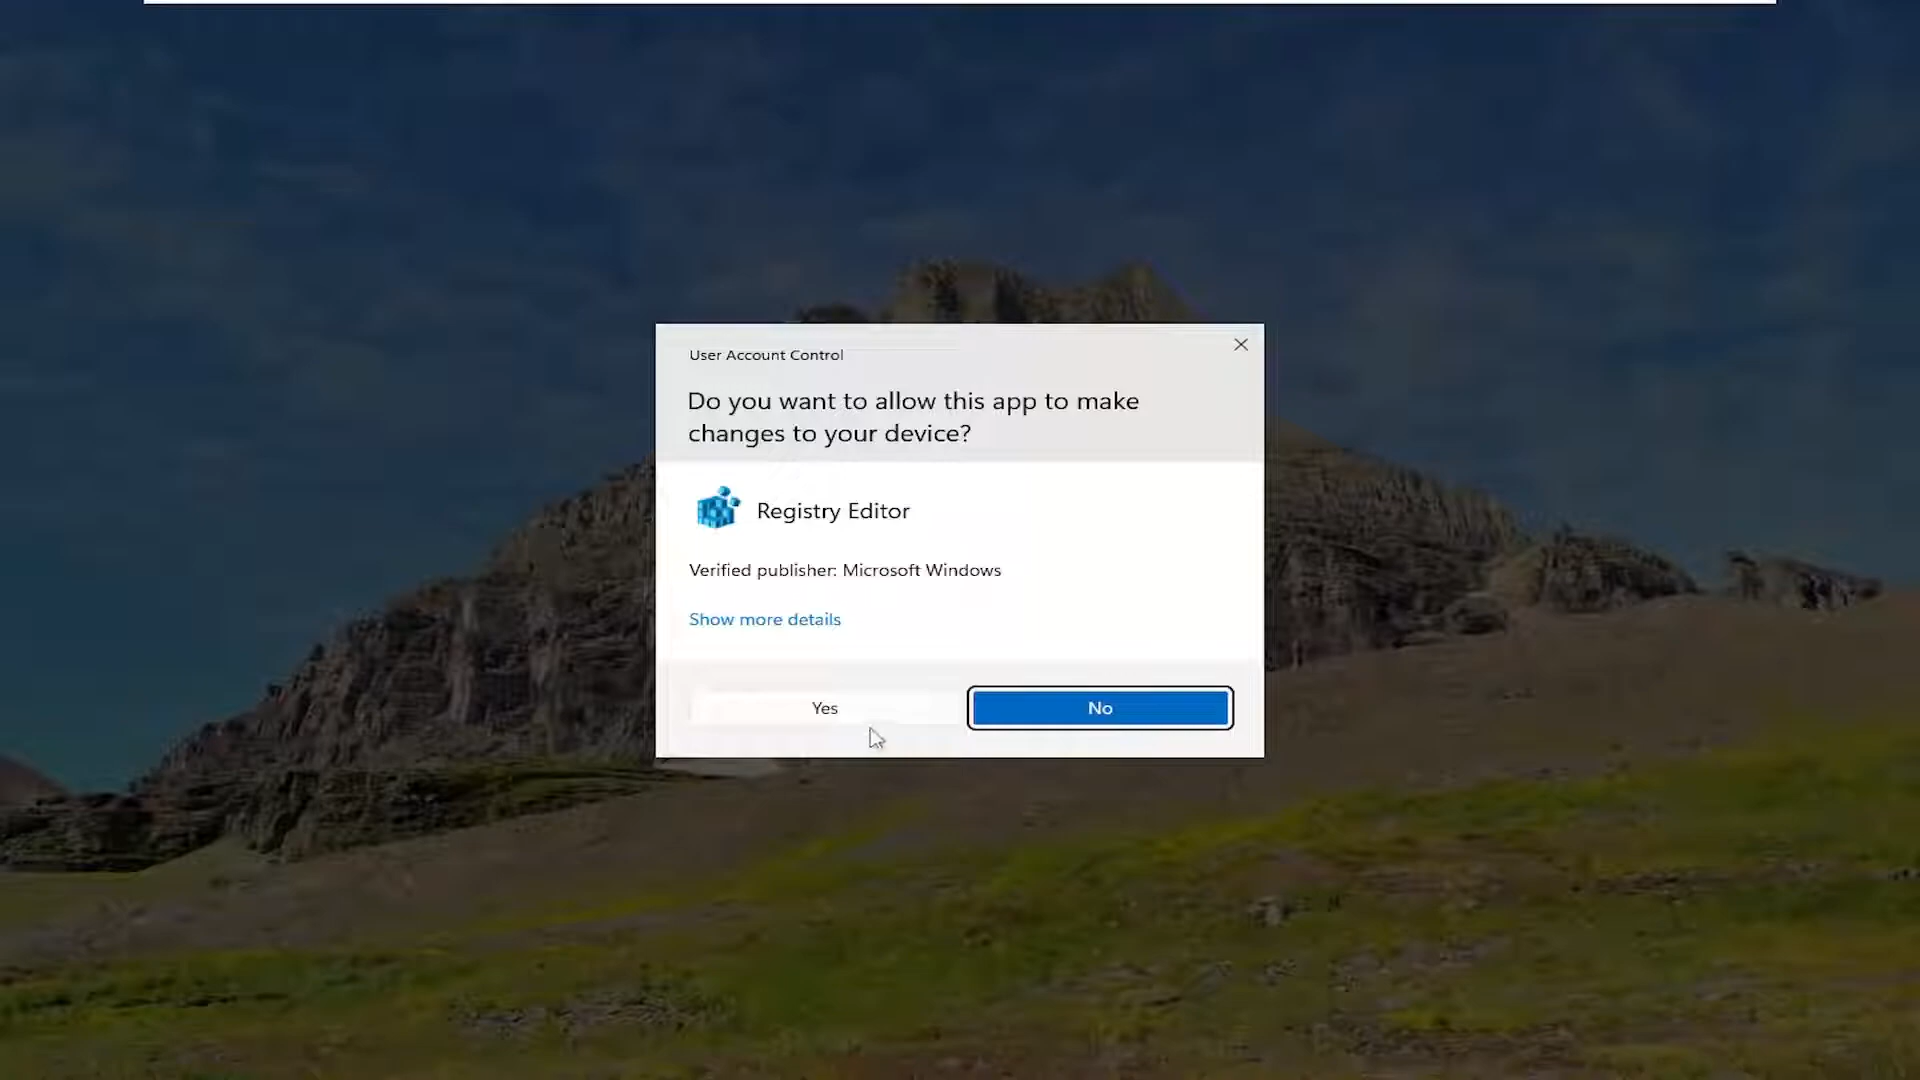 User Account Control
Do you want to allow this app to make
changes to your device?
Registry Editor
Verified publisher: Microsoft Windows
Show more details
Yes
No